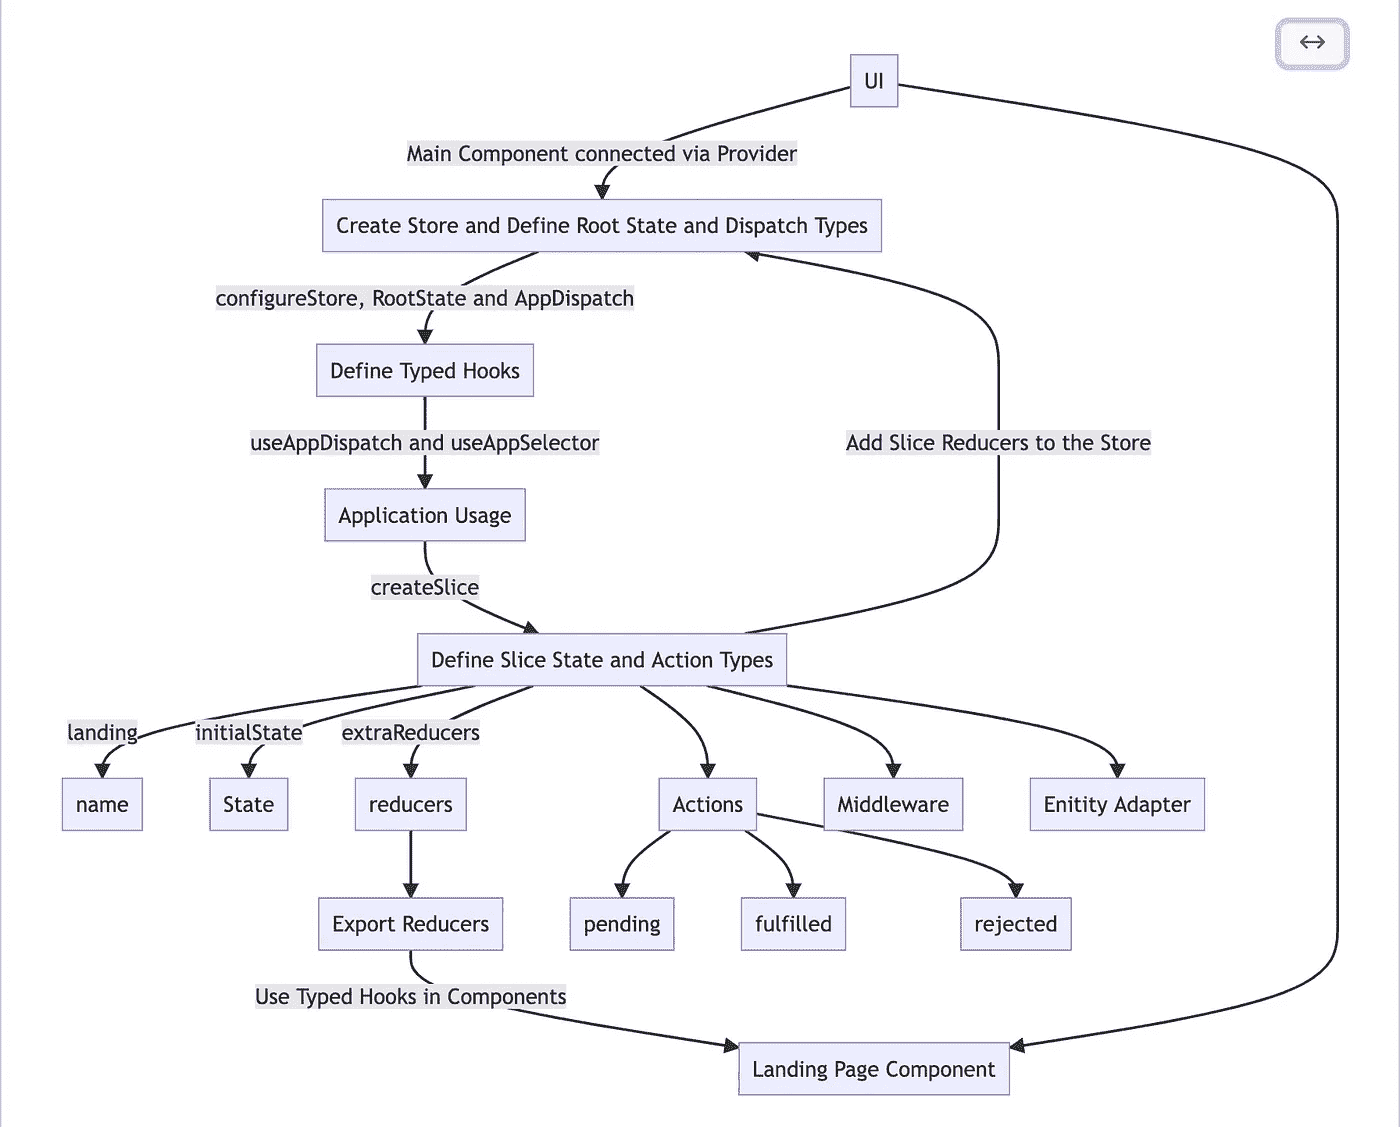 UI
Main Component connected via Provider
Create Store and Define Root State and Dispatch Types
configureStore, RootState and AppDispatch
Define Typed Hooks
useAppDispatch and useAppSelector
Add Slice Reducers to the Store
Application Usage
createSlice
Define Slice State and Action Types
landing
initialState
extraReducers
name
State
reducers
Actions
Middleware
Enitity Adapter
Export Reducers
pending
fulfilled
rejected
Use Typed Hooks in Components
Landing Page Component